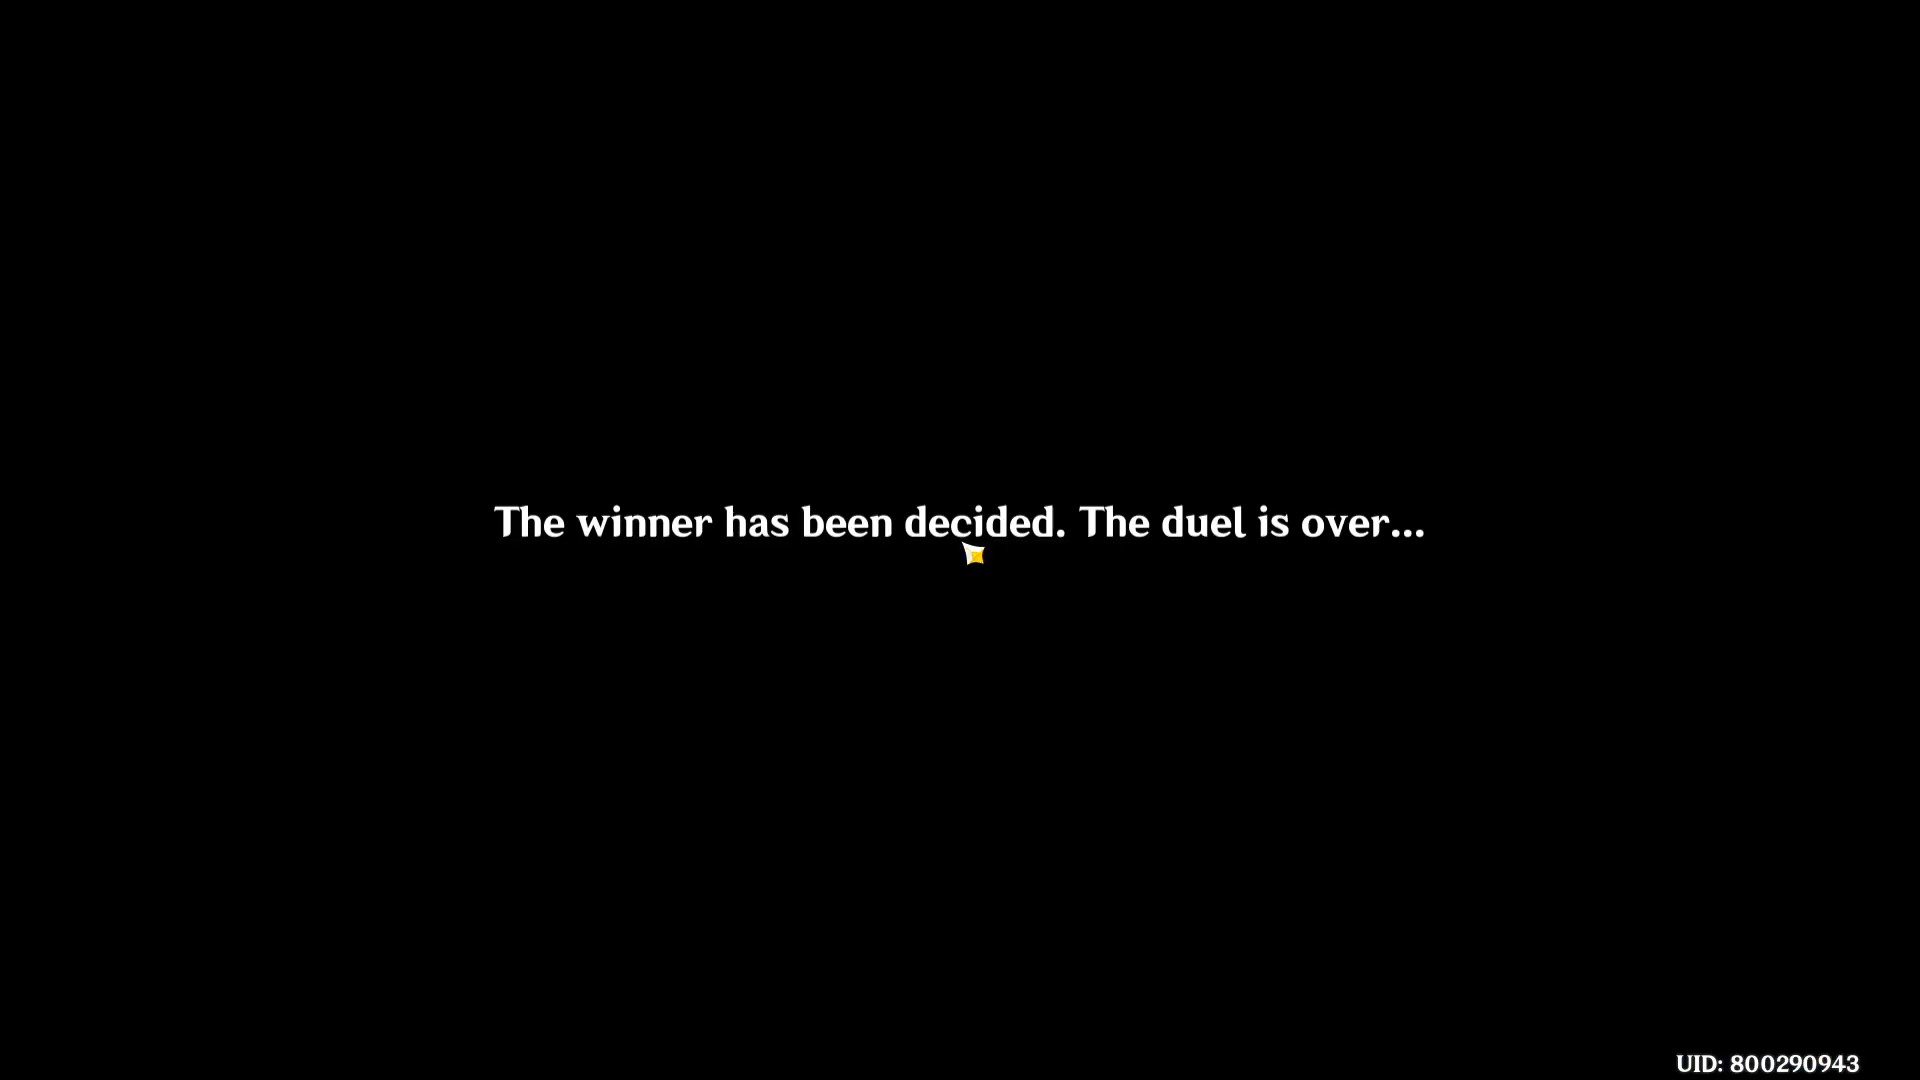 The winner has been decided. The duel is over...
UID: 800290943